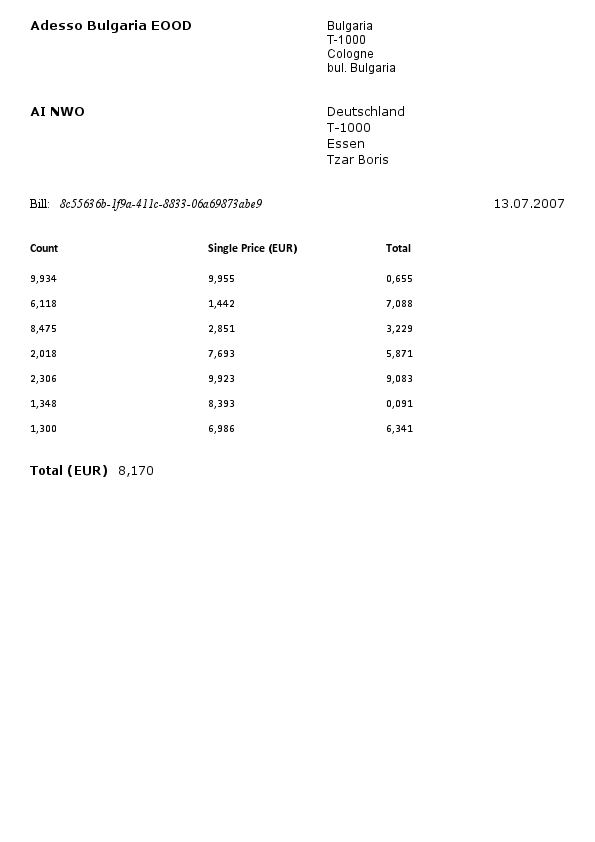 Adesso Bulgaria EOOD
Bulgaria
T-1000
Cologne
bul. Bulgaria
AI NWO
Deutschland
T-1000
Essen
Tzar Boris
Bill: 8c55636b-1f9a-411c-8833-06a69873abe9 13.07.2007
Count Single Price (EUR) Total
9,934 9,955 0,655
6,118 1,442 7,088
8,475 2,851 3,229
2,018 7,693 5,871
2,306 9,923 9,083
1,348 8,393 0,091
1,300 6,986 6,341
Total (EUR) 8,170